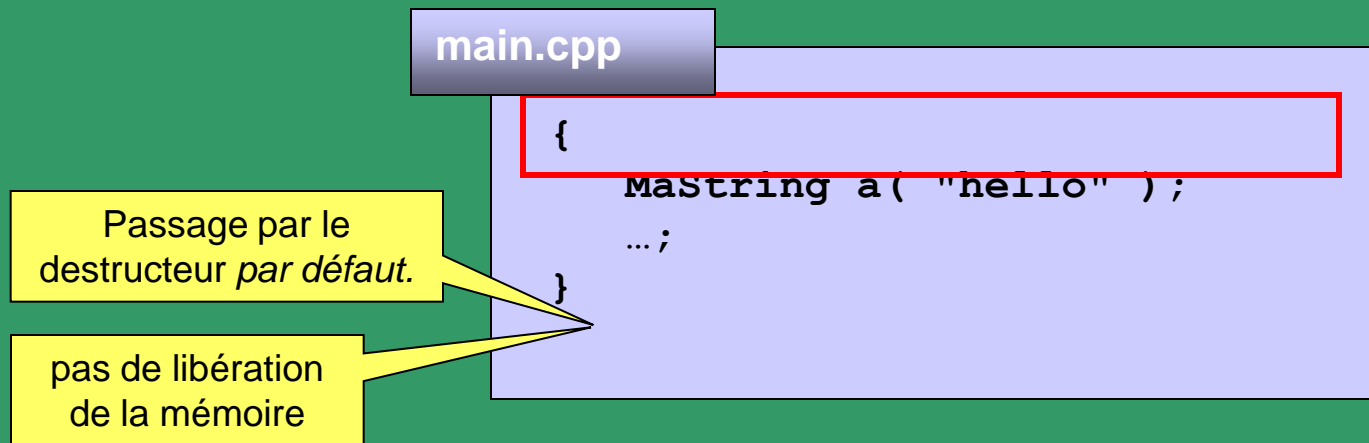 main.cpp
{
MaString a( "hello" );
…;
}
Passage par le
destructeur par défaut.
pas de libération
de la mémoire